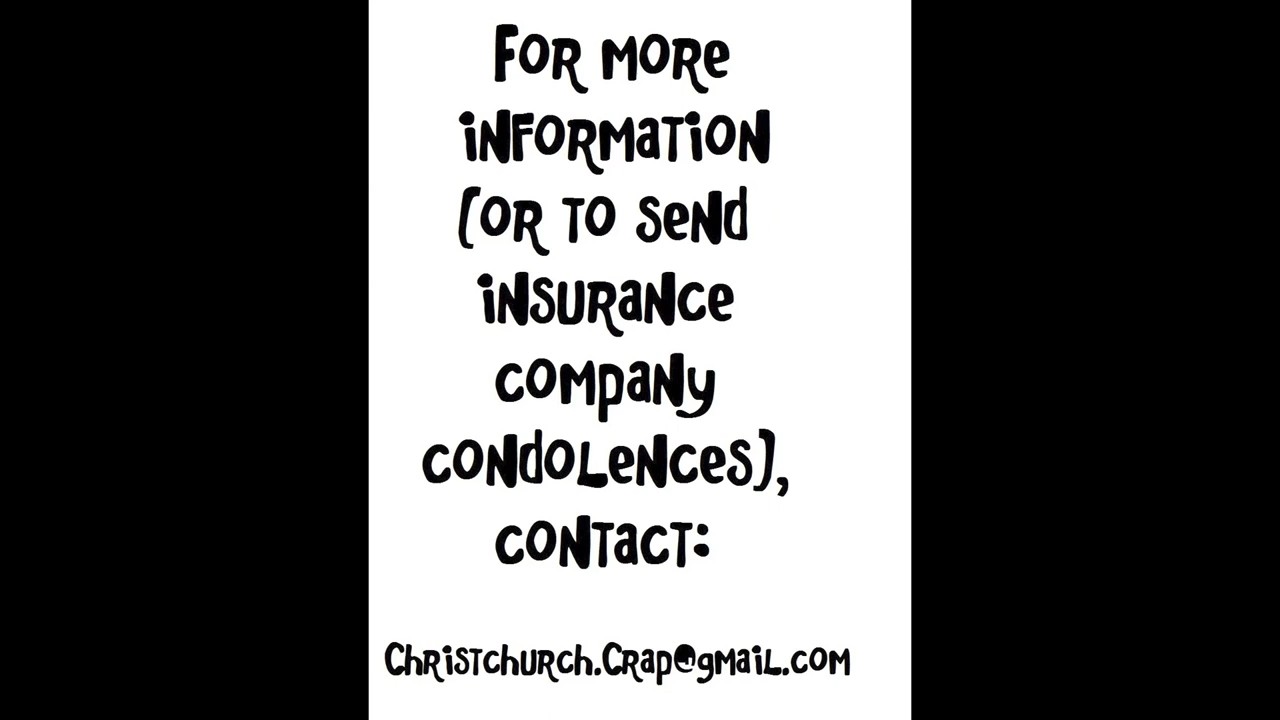 For more
information
(or to send
insurance
company
condolences),
contact:
Christchurch.Crap@gmail.com